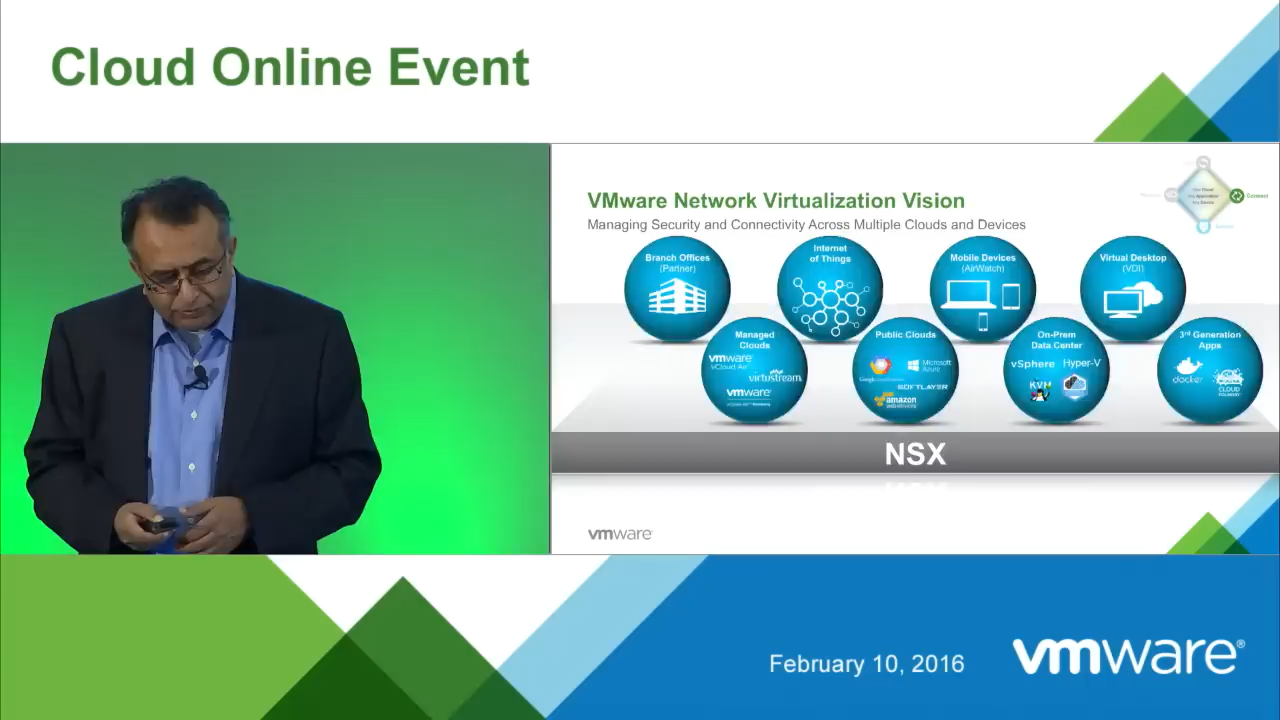 Cloud Online Event
VMware Network Virtualization Vision
Managing Security and Connectivity Across Multiple Clouds and Devices
Connect
Branch Offices
(Partner)
Internet
of Things
Mobile Devices
(AirWatch)
Virtual Desktop
(VDI)
Managed
Clouds
vmware
vCloud Air
virtustream
vmware
Public Clouds
Microsoft
Azure
SOFTLAYER
amazon
On-Prem
Data Center
vSphere
Hyper-V
KVM
3rd Generation
Apps
docker
CLOUD
FOUNDRY
NSX
vmware
February 10, 2016
vmware®